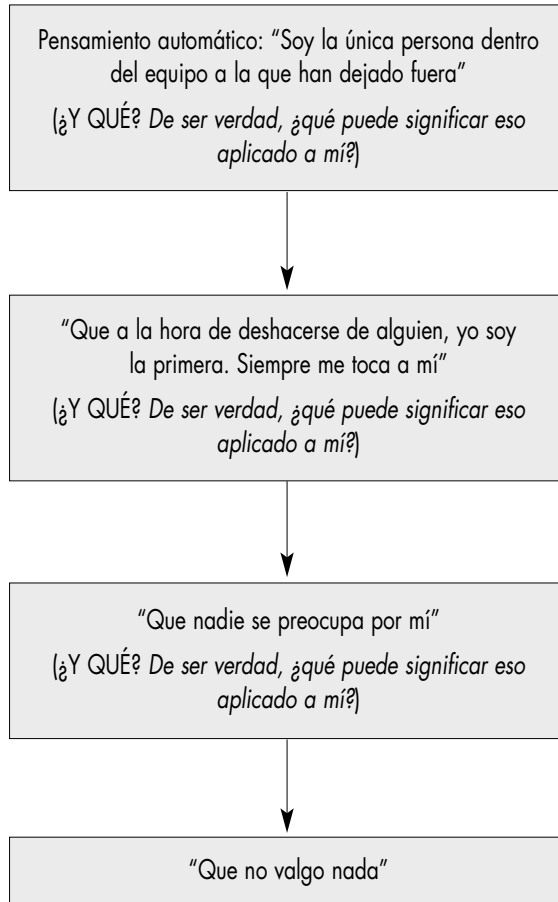 Pensamiento automático: “Soy la única persona dentro
del equipo a la que han dejado fuera”
(¿Y QUÉ? De ser verdad, ¿qué puede significar eso
aplicado a mí?)
“Que a la hora de deshacerse de alguien, yo soy
la primera. Siempre me toca a mí”
(¿Y QUÉ? De ser verdad, ¿qué puede significar eso
aplicado a mí?)
“Que nadie se preocupa por mí”
(¿Y QUÉ? De ser verdad, ¿qué puede significar eso
aplicado a mí?)
“Que no valgo nada”